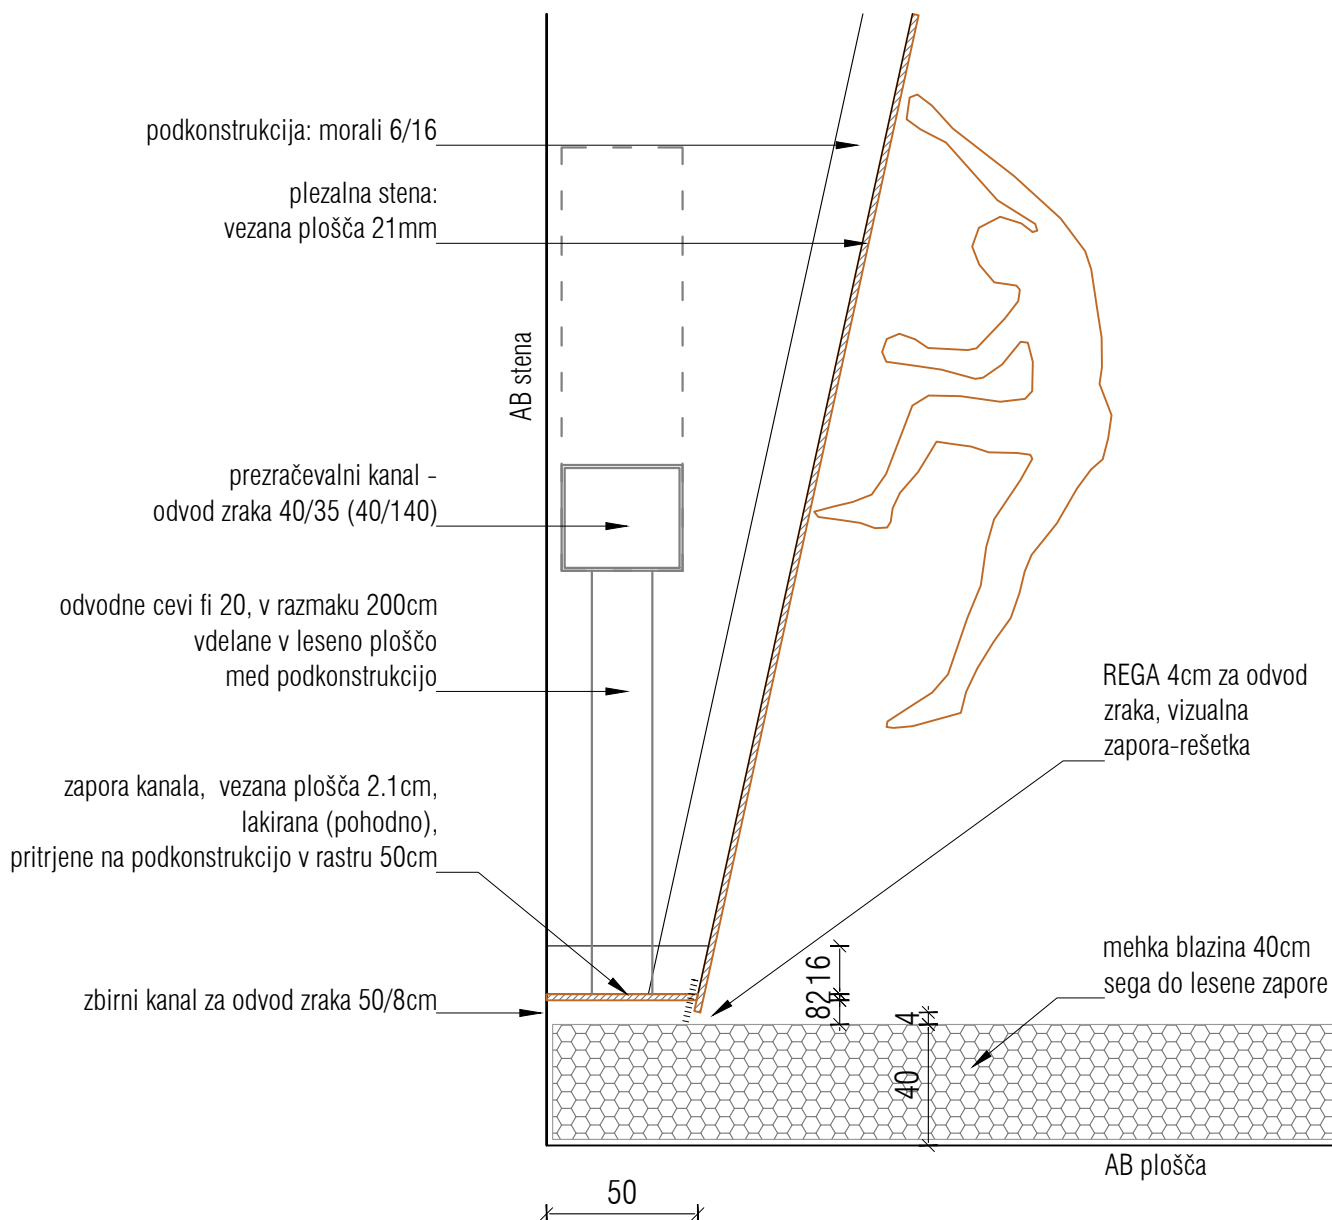 podkonstrukcija: morali 6/16
plezalna stena:
vezana plošča 21mm
AB stena
prezračevalni kanal -
odvod zraka 40/35 (40/140)
odvodne cevi fi 20, v razmaku 200cm
vdelane v leseno ploščo
med podkonstrukcijo
REGA 4cm za odvod
zraka, vizualna
zapora-rešetka
zapora kanala, vezana plošča 2.1cm,
lakirana (pohodno),
pritrjene na podkonstrukcijo v rastru 50cm
mehka blazina 40cm
sega do lesene zapore
zbirni kanal za odvod zraka 50/8cm
16
2
8
4
40
AB plošča
50